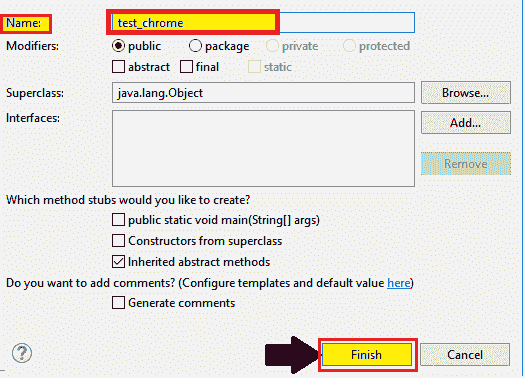 Name: test_chrome
Modifiers: public package private protected
abstract final static
Superclass: java.lang.Object Browse...
Interfaces: Add...
Remove
Which method stubs would you like to create?
public static void main(String[] args)
Constructors from superclass
Inherited abstract methods
Do you want to add comments? (Configure templates and default value here)
Generate comments
? Finish Cancel